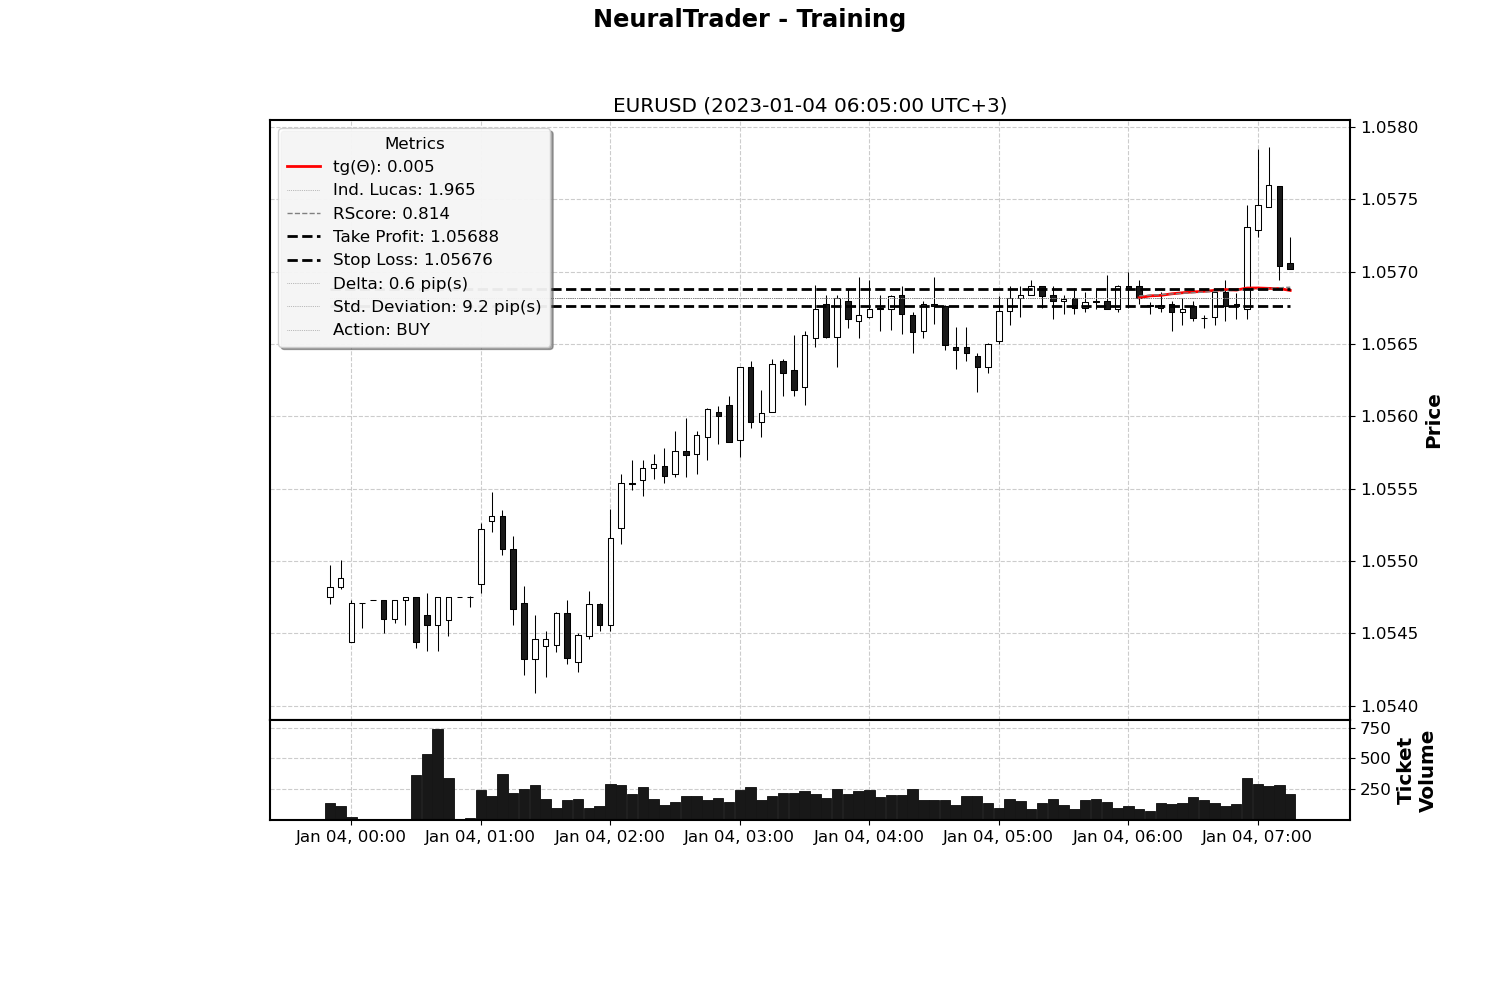 NeuralTrader - Training
EURUSD (2023-01-04 06:05:00 UTC+3)
Metrics
tg(Θ): 0.005
Ind. Lucas: 1.965
RScore: 0.814
Take Profit: 1.05688
Stop Loss: 1.05676
Delta: 0.6 pip(s)
Std. Deviation: 9.2 pip(s)
Action: BUY
1.0580
1.0575
1.0570
1.0565
1.0560
1.0555
1.0550
1.0545
1.0540
Price
750
500
250
Ticket
Volume
Jan 04, 00:00
Jan 04, 01:00
Jan 04, 02:00
Jan 04, 03:00
Jan 04, 04:00
Jan 04, 05:00
Jan 04, 06:00
Jan 04, 07:00